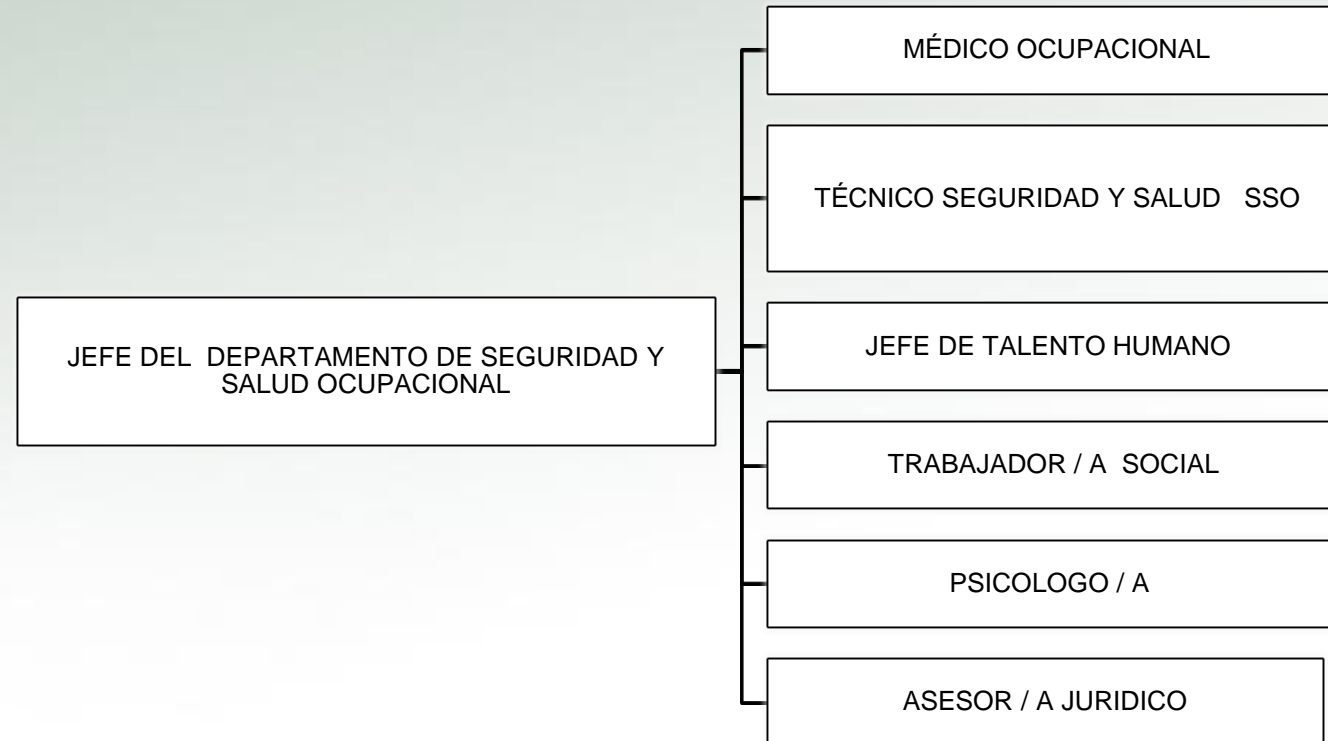 MÉDICO OCUPACIONAL
TÉCNICO SEGURIDAD Y SALUD SSO
JEFE DEL DEPARTAMENTO DE SEGURIDAD Y
SALUD OCUPACIONAL
JEFE DE TALENTO HUMANO
TRABAJADOR / A SOCIAL
PSICOLOGO / A
ASESOR / A JURIDICO